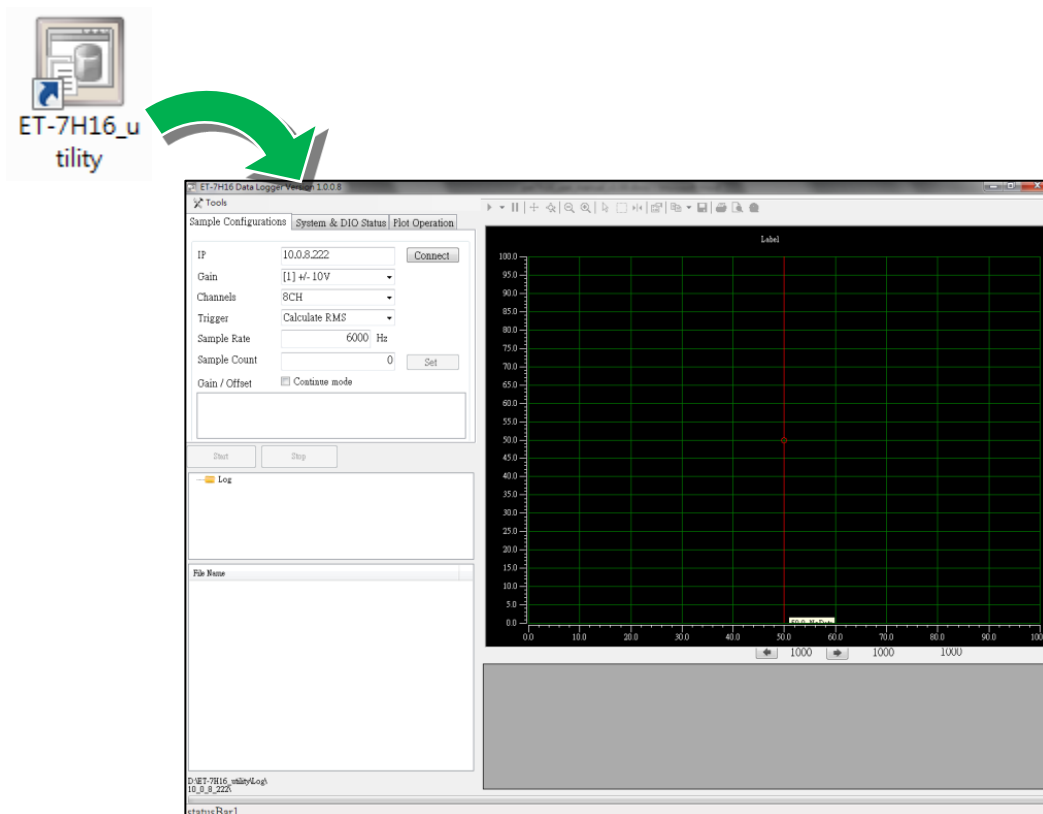 ET-7H16_u
tility
ET-7H16 Data Logger Version 1.0.0.8
Tools
Sample Configurations System & DIO Status Plot Operation
IP 10.0.8.222 Connect
Gain [1] +/- 10V
Channels 8CH
Trigger Calculate RMS
Sample Rate 6000 Hz
Sample Count 0 Set
Gain / Offset Continue mode
Start Stop
Log
File Name
D:\ET-7H16_utility\Log\
10_0_8_222\
statusBar1
Label
100.0
95.0
90.0
85.0
80.0
75.0
70.0
65.0
60.0
55.0
50.0
45.0
40.0
35.0
30.0
25.0
20.0
15.0
10.0
5.0
0.0
0.0 10.0 20.0 30.0 40.0 50.0 60.0 70.0 80.0 90.0 100
1000 1000 1000